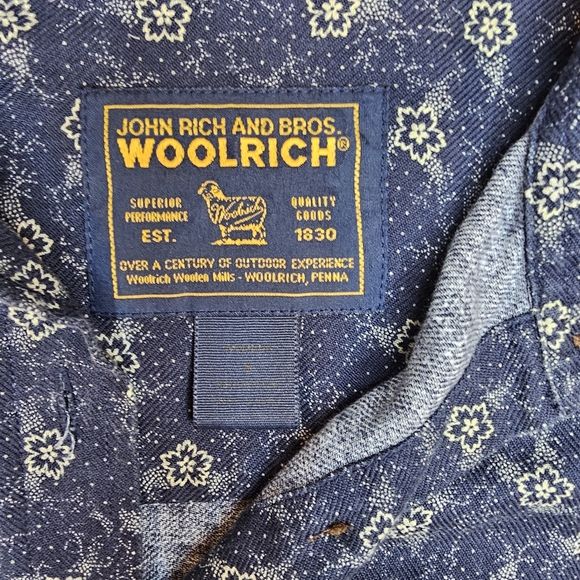 JOHN RICH AND BROS.
WOOLRICH®
SUPERIOR PERFORMANCE
Woolrich
QUALITY GOODS
EST. 1830
OVER A CENTURY OF OUTDOOR EXPERIENCE
Woolrich Woolen Mills - WOOLRICH, PENNA